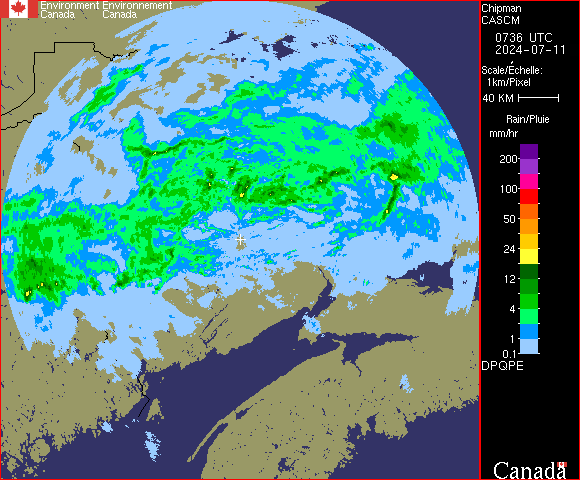 Environment Environnement
Canada Canada
Chipman
CASCM
0736 UTC
2024-07-11
Scale/Échelle:
1km/Pixel
40 KM
Rain/Pluie
mm/hr
200
100
50
24
12
4
1
0.1
DPQPE
Canada